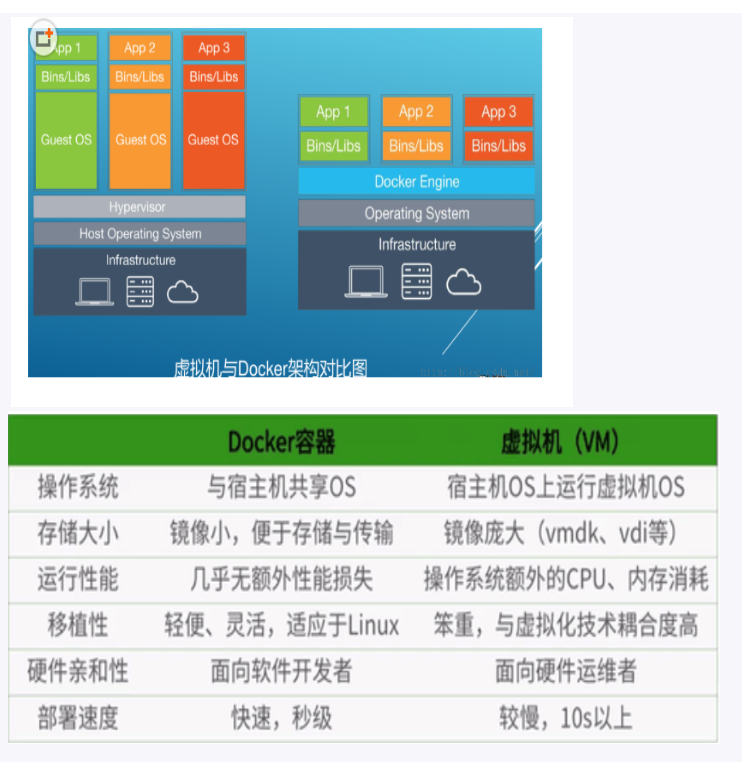 App 1 App 2 App 3
Bins/Libs Bins/Libs Bins/Libs
Guest OS Guest OS Guest OS
Hypervisor
Host Operating System
Infrastructure
App 1 App 2 App 3
Bins/Libs Bins/Libs Bins/Libs
Docker Engine
Operating System
Infrastructure
虚拟机与Docker架构对比图
Docker容器 虚拟机（VM）
操作系统 与宿主机共享OS 宿主机OS上运行虚拟机OS
存储大小 镜像小，便于存储与传输 镜像庞大（vmdk、vdi等）
运行性能 几乎无额外性能损失 操作系统额外的CPU、内存消耗
移植性 轻便、灵活，适应于Linux 笨重，与虚拟化技术耦合度高
硬件亲和性 面向软件开发者 面向硬件运维者
部署速度 快速，秒级 较慢，10s以上